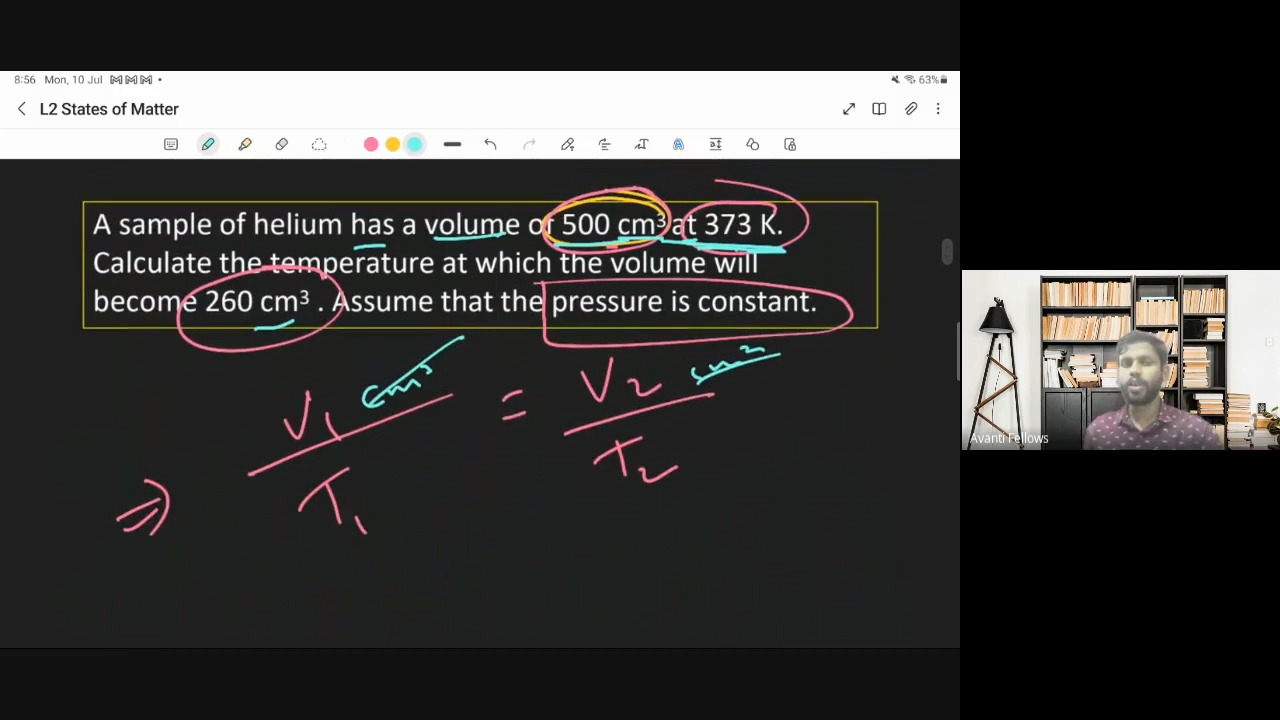 8:56 Mon, 10 Jul 63%
L2 States of Matter
A sample of helium has a volume of 500 cm³ at 373 K.
Calculate the temperature at which the volume will
become 260 cm³ . Assume that the pressure is constant.
V1 cm³ = V2
T1 T2
Avanti Fellows